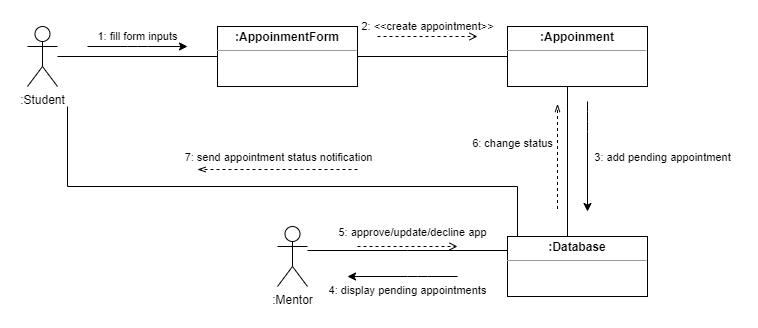 1: fill form inputs
:AppoinmentForm
2: <<create appointment>>
:Appoinment
:Student
6: change status
3: add pending appointment
7: send appointment status notification
5: approve/update/decline app
:Database
4: display pending appointments
:Mentor